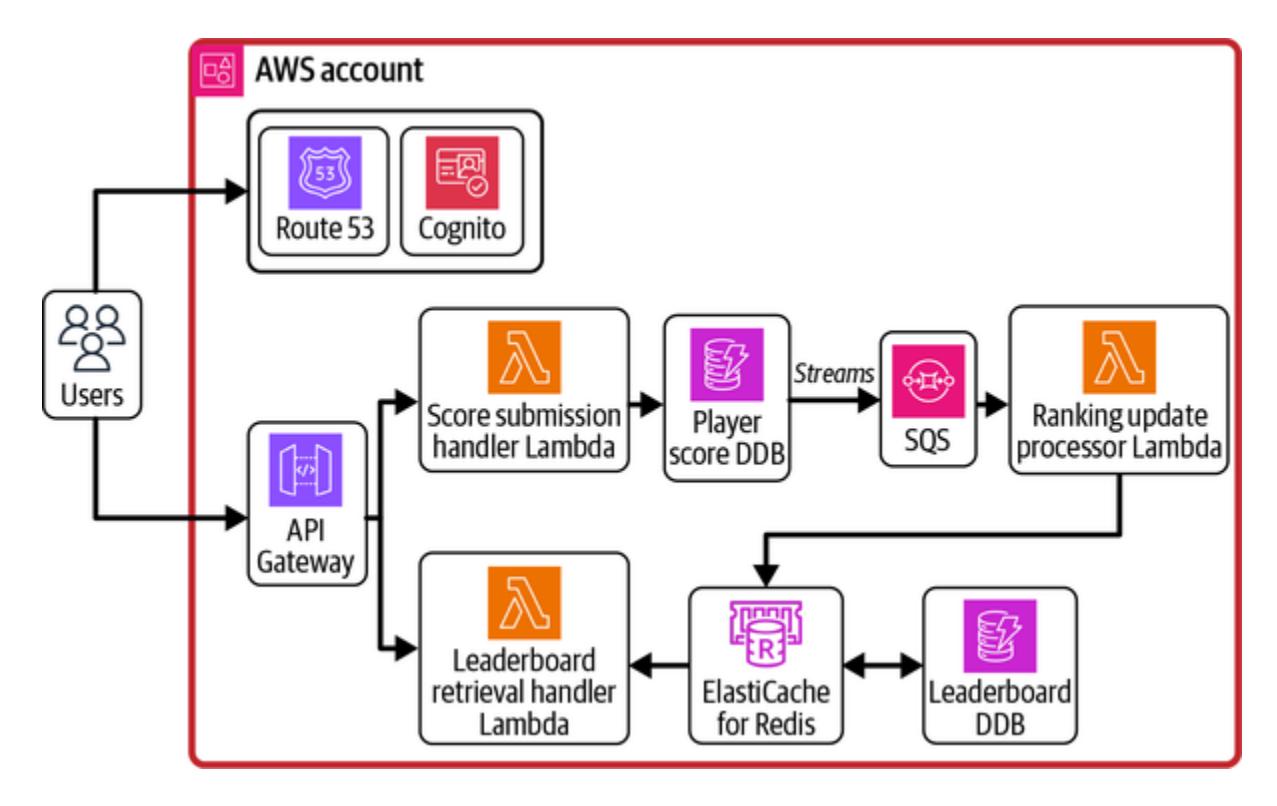 AWS account
53
Route 53
Cognito
Users
Score submission
handler Lambda
Player
score DDB
Streams
SQS
Ranking update
processor Lambda
</>
API
Gateway
Leaderboard
retrieval handler
Lambda
R
ElastiCache
for Redis
Leaderboard
DDB